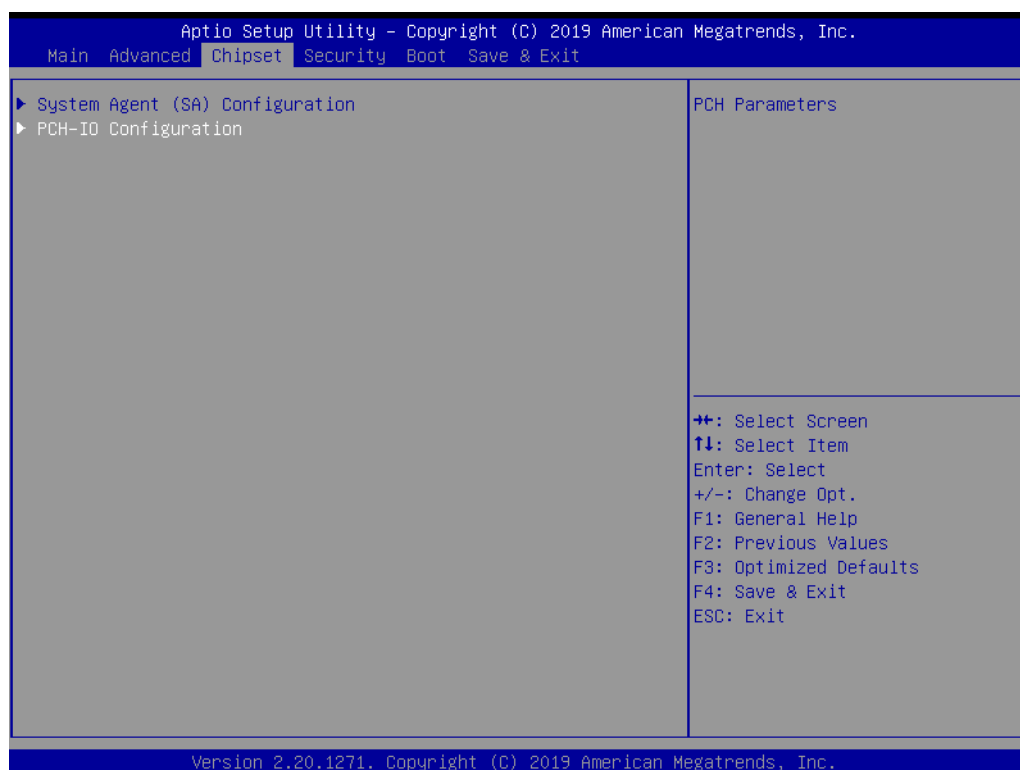 Aptio Setup Utility – Copyright (C) 2019 American Megatrends, Inc.
Main Advanced Chipset Security Boot Save & Exit
▶ System Agent (SA) Configuration
▶ PCH-IO Configuration
PCH Parameters
→←: Select Screen
↑↓: Select Item
Enter: Select
+/-: Change Opt.
F1: General Help
F2: Previous Values
F3: Optimized Defaults
F4: Save & Exit
ESC: Exit
Version 2.20.1271. Copyright (C) 2019 American Megatrends, Inc.